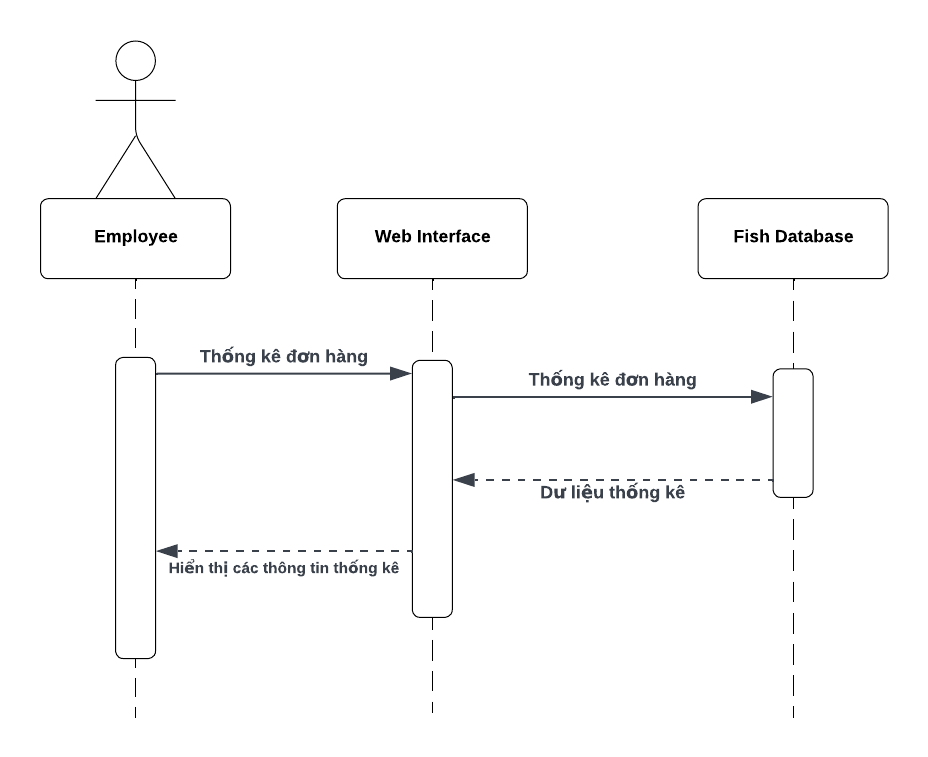 Employee
Web Interface
Fish Database
Thống kê đơn hàng
Thống kê đơn hàng
Dư liệu thống kê
Hiển thị các thông tin thống kê